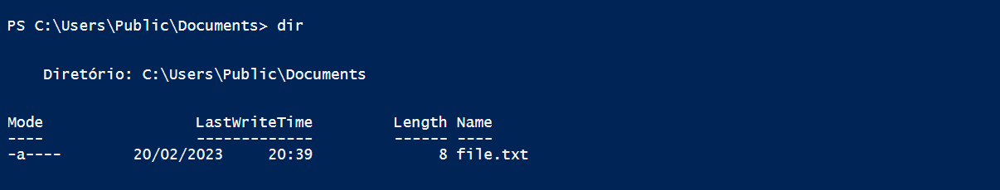 PS C:\Users\Public\Documents> dir
Diretório: C:\Users\Public\Documents
Mode LastWriteTime Length Name
---- ------------- ------ ----
-a---- 20/02/2023 20:39 8 file.txt